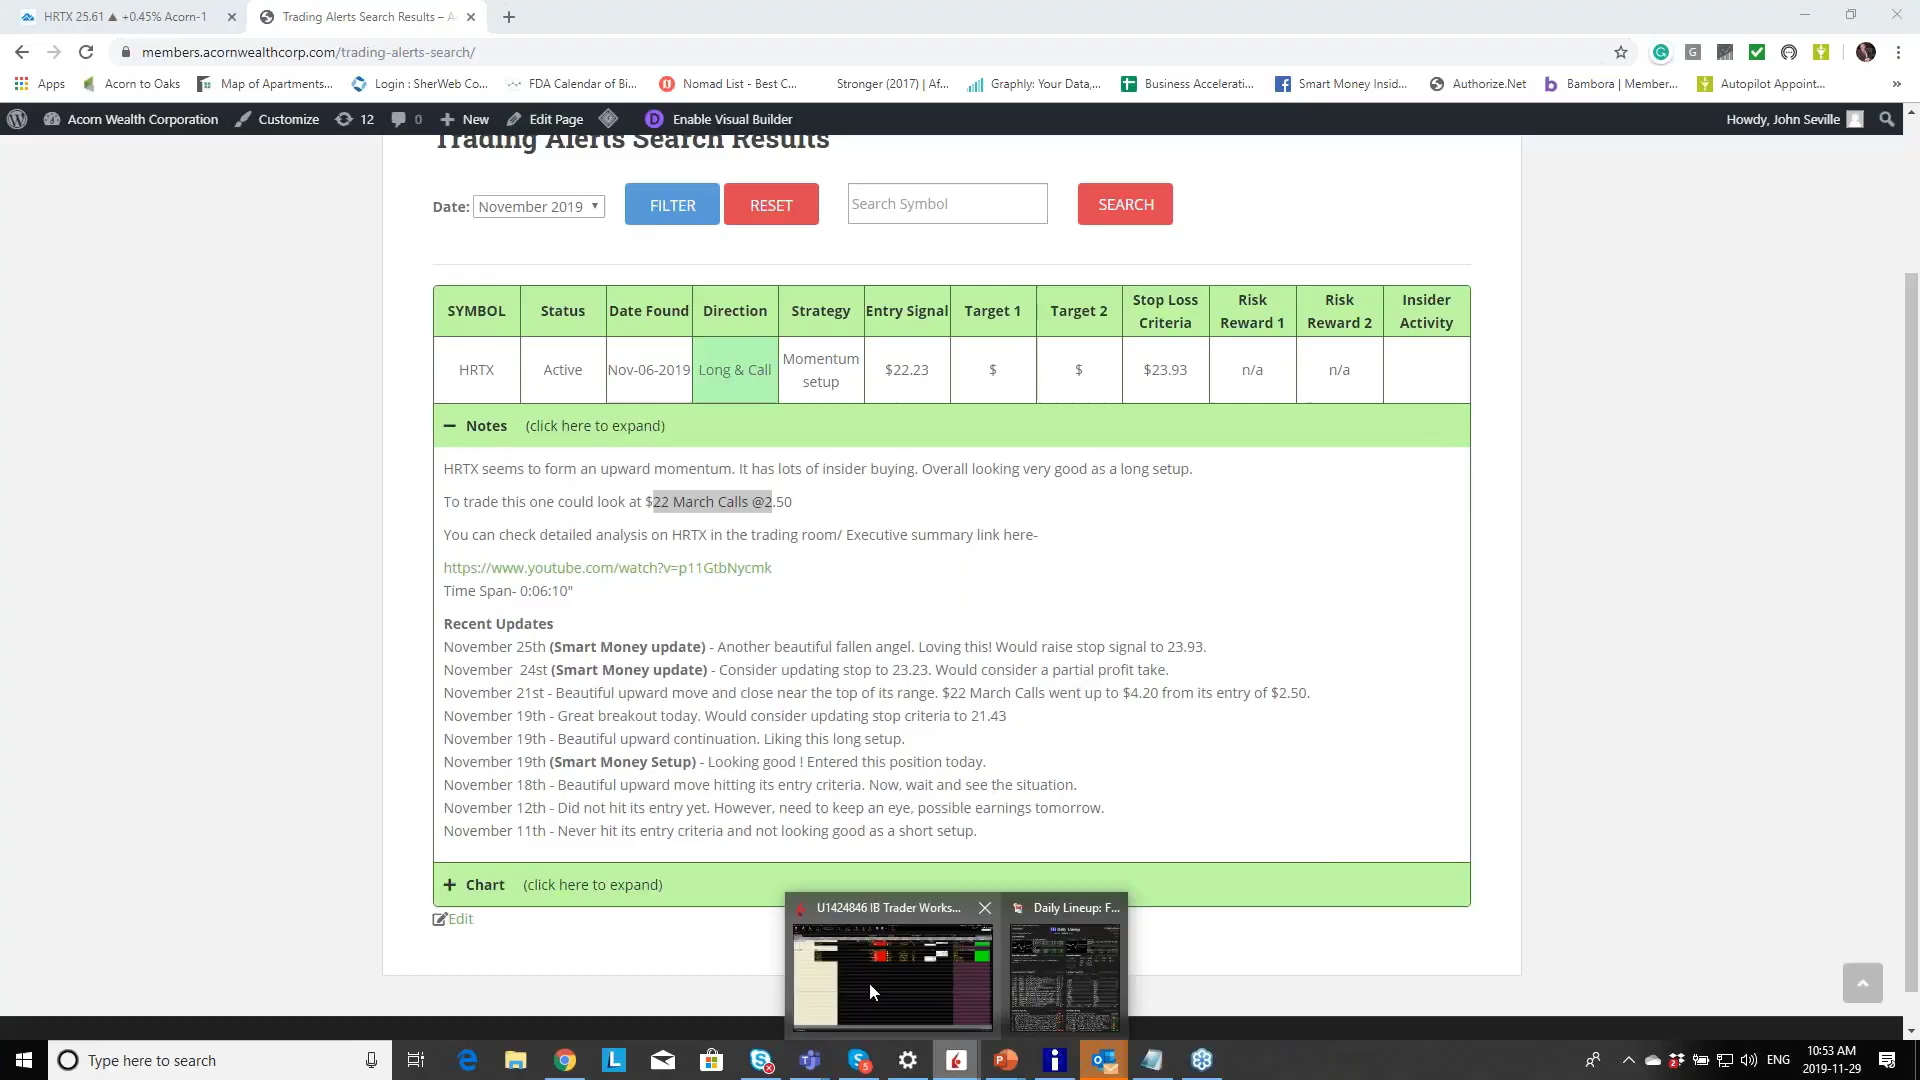 HRTX 25.61 ▲ +0.45% Acorn-1
Trading Alerts Search Results – A
members.acornwealthcorp.com/trading-alerts-search/
Apps
Acorn to Oaks
Map of Apartments...
Login : SherWeb Co...
FDA Calendar of Bi...
Nomad List - Best C...
Stronger (2017) | Af...
Graphly: Your Data,...
Business Accelerati...
Smart Money Insid...
Authorize.Net
Bambora | Member...
Autopilot Appoint...
Acorn Wealth Corporation
Customize
12
0
New
Edit Page
Enable Visual Builder
Howdy, John Seville
Trading Alerts Search Results
Date: November 2019
FILTER
RESET
Search Symbol
SEARCH
SYMBOL Status Date Found Direction Strategy Entry Signal Target 1 Target 2 Stop Loss Criteria Risk Reward 1 Risk Reward 2 Insider Activity
HRTX Active Nov-06-2019 Long & Call Momentum setup $22.23 $ $ $23.93 n/a n/a
Notes (click here to expand)
HRTX seems to form an upward momentum. It has lots of insider buying. Overall looking very good as a long setup.
To trade this one could look at $22 March Calls @2.50
You can check detailed analysis on HRTX in the trading room/ Executive summary link here-
https://www.youtube.com/watch?v=p11GtbNycmk
Time Span- 0:06:10"
Recent Updates
November 25th (Smart Money update) - Another beautiful fallen angel. Loving this! Would raise stop signal to 23.93.
November 24st (Smart Money update) - Consider updating stop to 23.23. Would consider a partial profit take.
November 21st - Beautiful upward move and close near the top of its range. $22 March Calls went up to $4.20 from its entry of $2.50.
November 19th - Great breakout today. Would consider updating stop criteria to 21.43
November 19th - Beautiful upward continuation. Liking this long setup.
November 19th (Smart Money Setup) - Looking good ! Entered this position today.
November 18th - Beautiful upward move hitting its entry criteria. Now, wait and see the situation.
November 12th - Did not hit its entry yet. However, need to keep an eye, possible earnings tomorrow.
November 11th - Never hit its entry criteria and not looking good as a short setup.
Chart (click here to expand)
Edit
U1424846 IB Trader Works...
Daily Lineup: F...
Type here to search
ENG
10:53 AM
2019-11-29